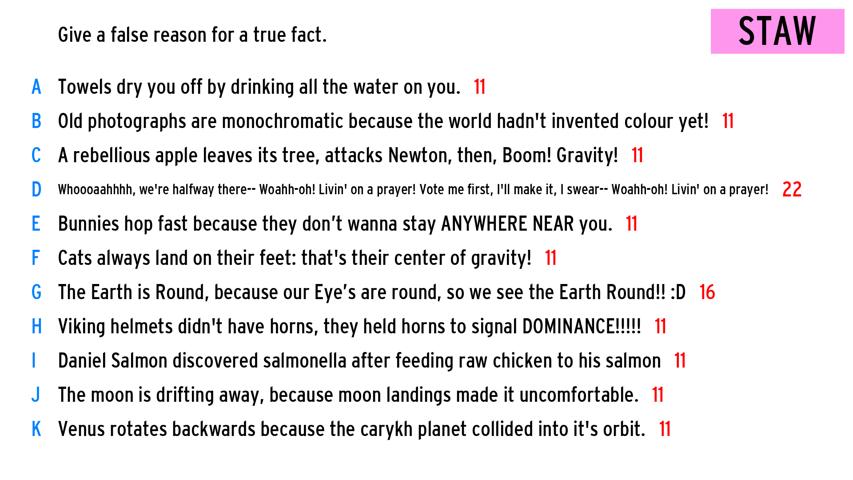 Give a false reason for a true fact.
STAW
A Towels dry you off by drinking all the water on you. 11
B Old photographs are monochromatic because the world hadn't invented colour yet! 11
C A rebellious apple leaves its tree, attacks Newton, then, Boom! Gravity! 11
D Whooooaahhhh, we're halfway there-- Woahh-oh! Livin' on a prayer! Vote me first, I'll make it, I swear-- Woahh-oh! Livin' on a prayer! 22
E Bunnies hop fast because they don’t wanna stay ANYWHERE NEAR you. 11
F Cats always land on their feet: that's their center of gravity! 11
G The Earth is Round, because our Eye’s are round, so we see the Earth Round!! :D 16
H Viking helmets didn't have horns, they held horns to signal DOMINANCE!!!!! 11
I Daniel Salmon discovered salmonella after feeding raw chicken to his salmon 11
J The moon is drifting away, because moon landings made it uncomfortable. 11
K Venus rotates backwards because the carykh planet collided into it's orbit. 11